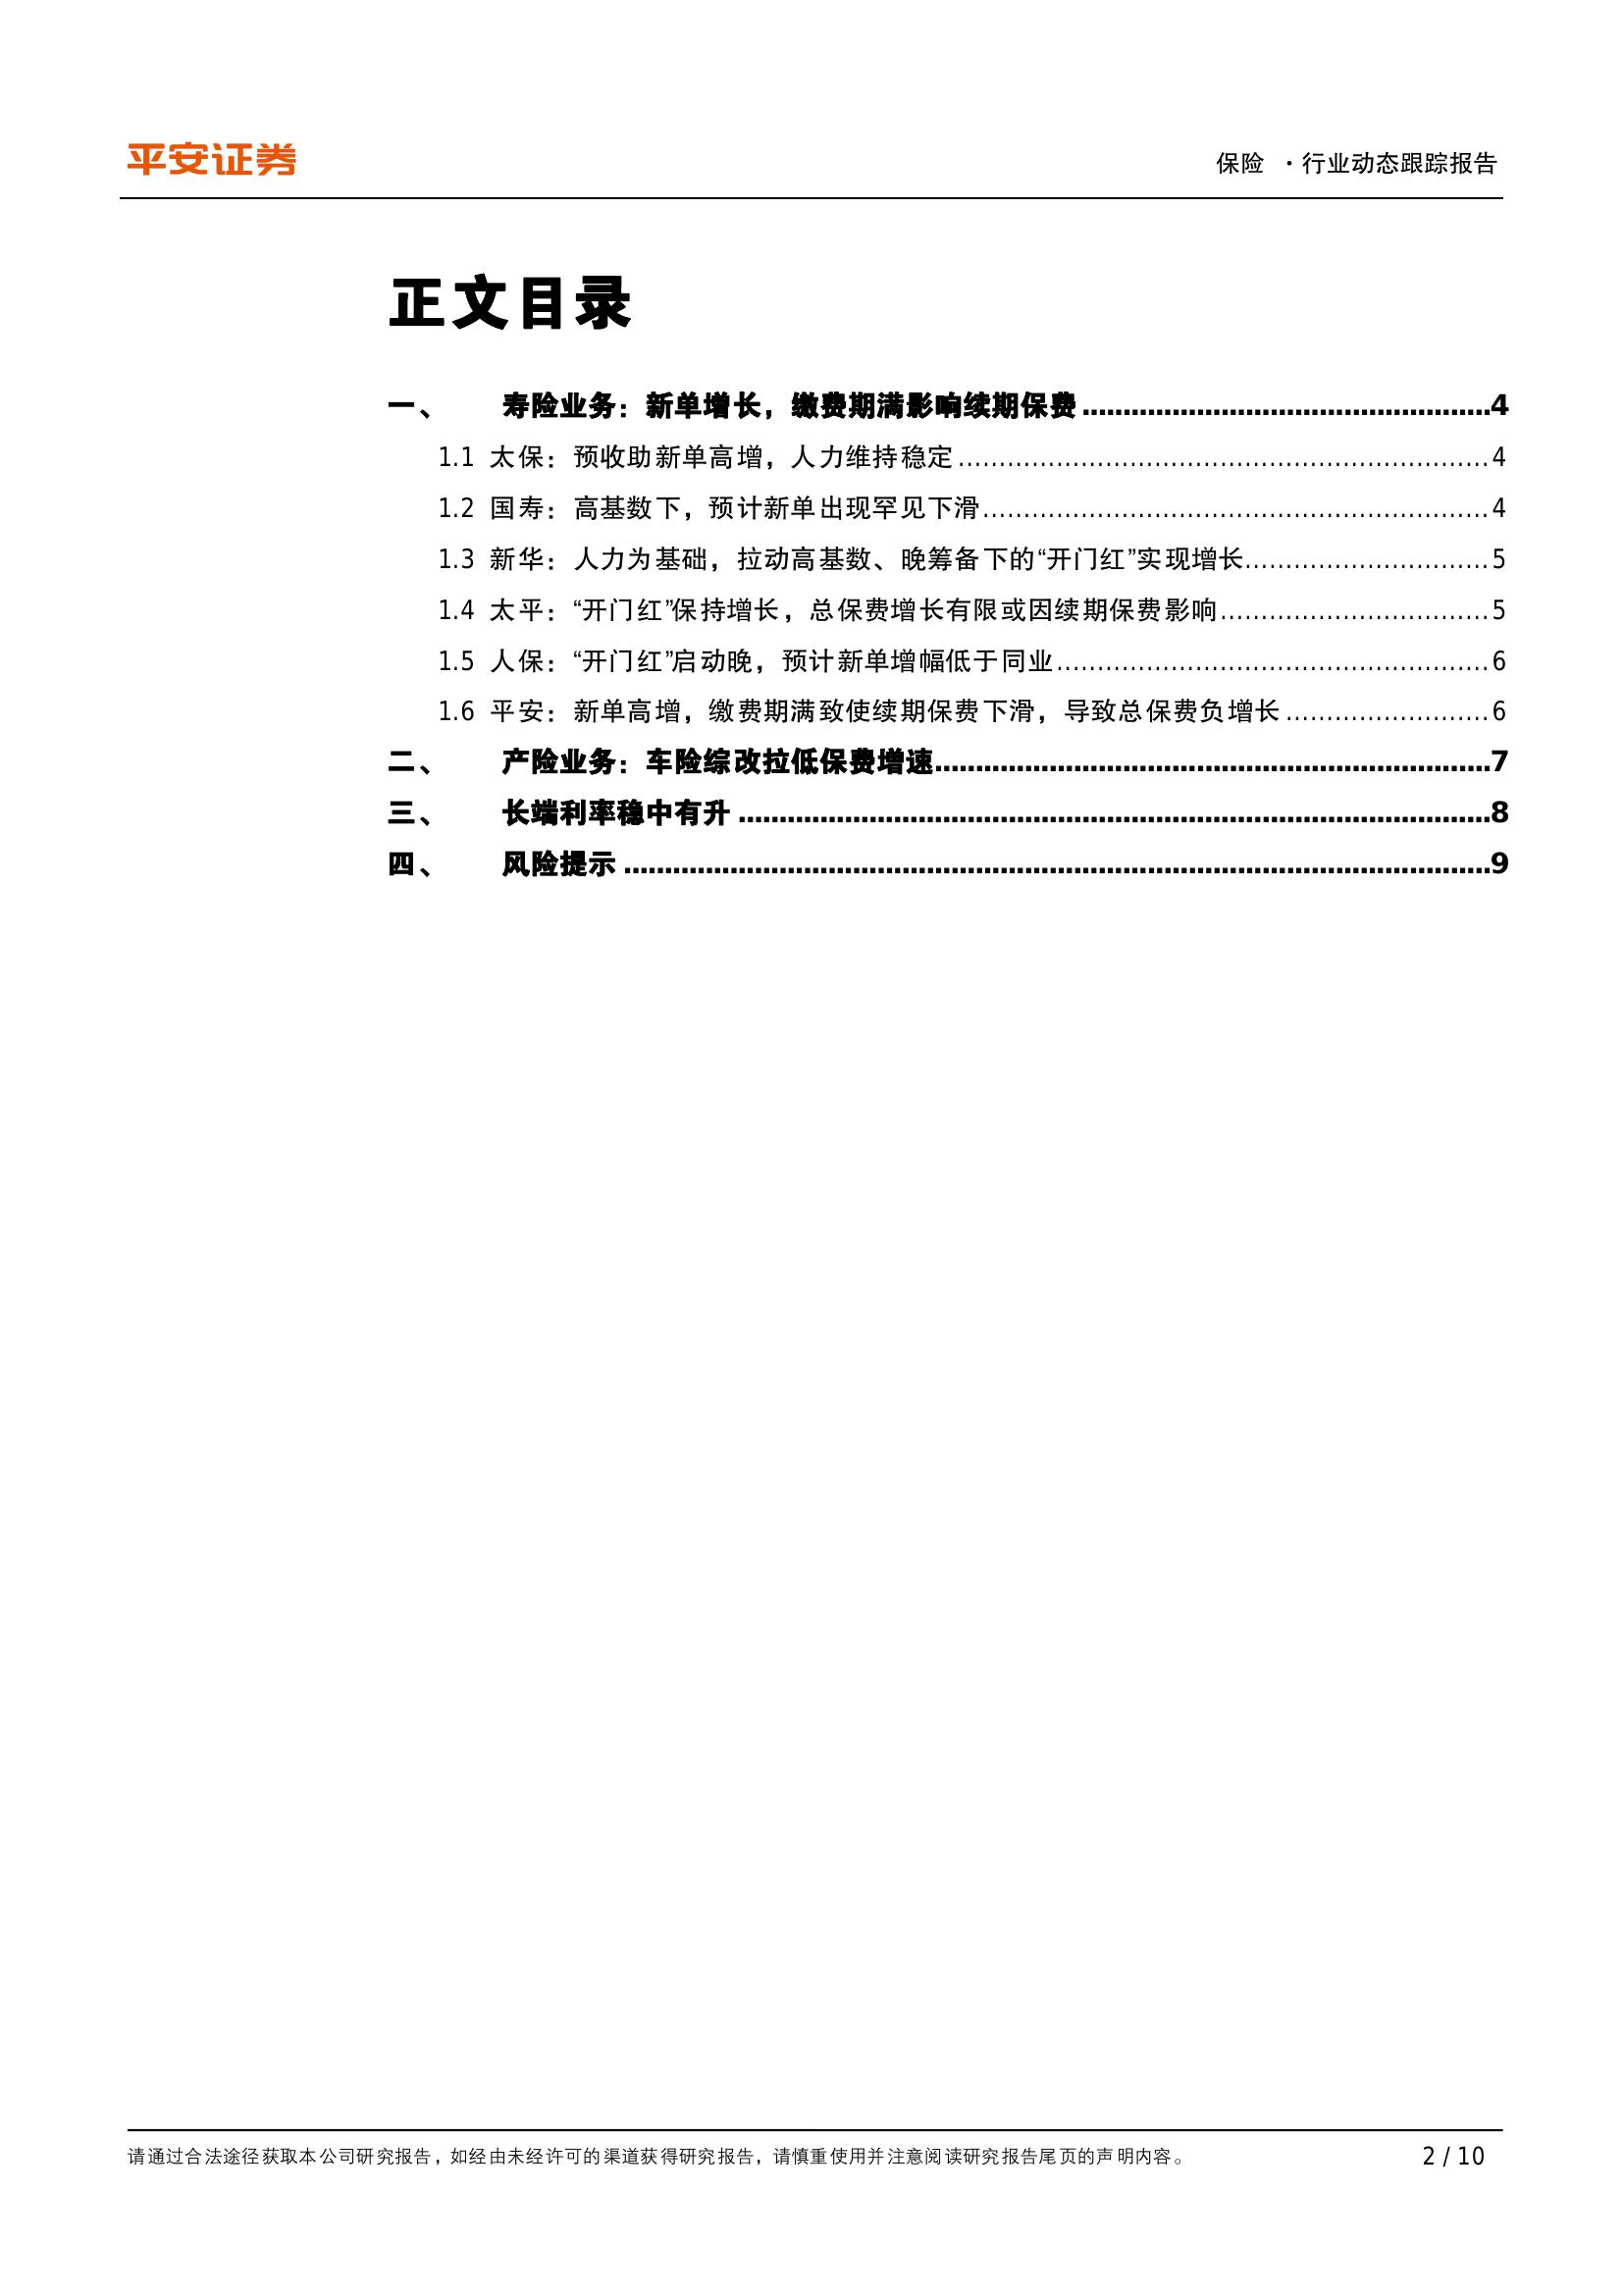 平安证券
保险 ·行业动态跟踪报告
正文目录
一、 寿险业务：新单增长，缴费期满影响续期保费 ................................................4
1.1 太保：预收助新单高增，人力维持稳定 ................................................................4
1.2 国寿：高基数下，预计新单出现罕见下滑 .............................................................4
1.3 新华：人力为基础，拉动高基数、晚筹备下的“开门红”实现增长 ..............................5
1.4 太平：“开门红”保持增长，总保费增长有限或因续期保费影响 .................................5
1.5 人保：“开门红”启动晚，预计新单增幅低于同业 .....................................................6
1.6 平安：新单高增，缴费期满致使续期保费下滑，导致总保费负增长 .........................6
二、 产险业务：车险综改拉低保费增速 ..................................................................7
三、 长端利率稳中有升 ..........................................................................................8
四、 风险提示 ........................................................................................................9
请通过合法途径获取本公司研究报告，如经由未经许可的渠道获得研究报告，请慎重使用并注意阅读研究报告尾页的声明内容。
2 / 10